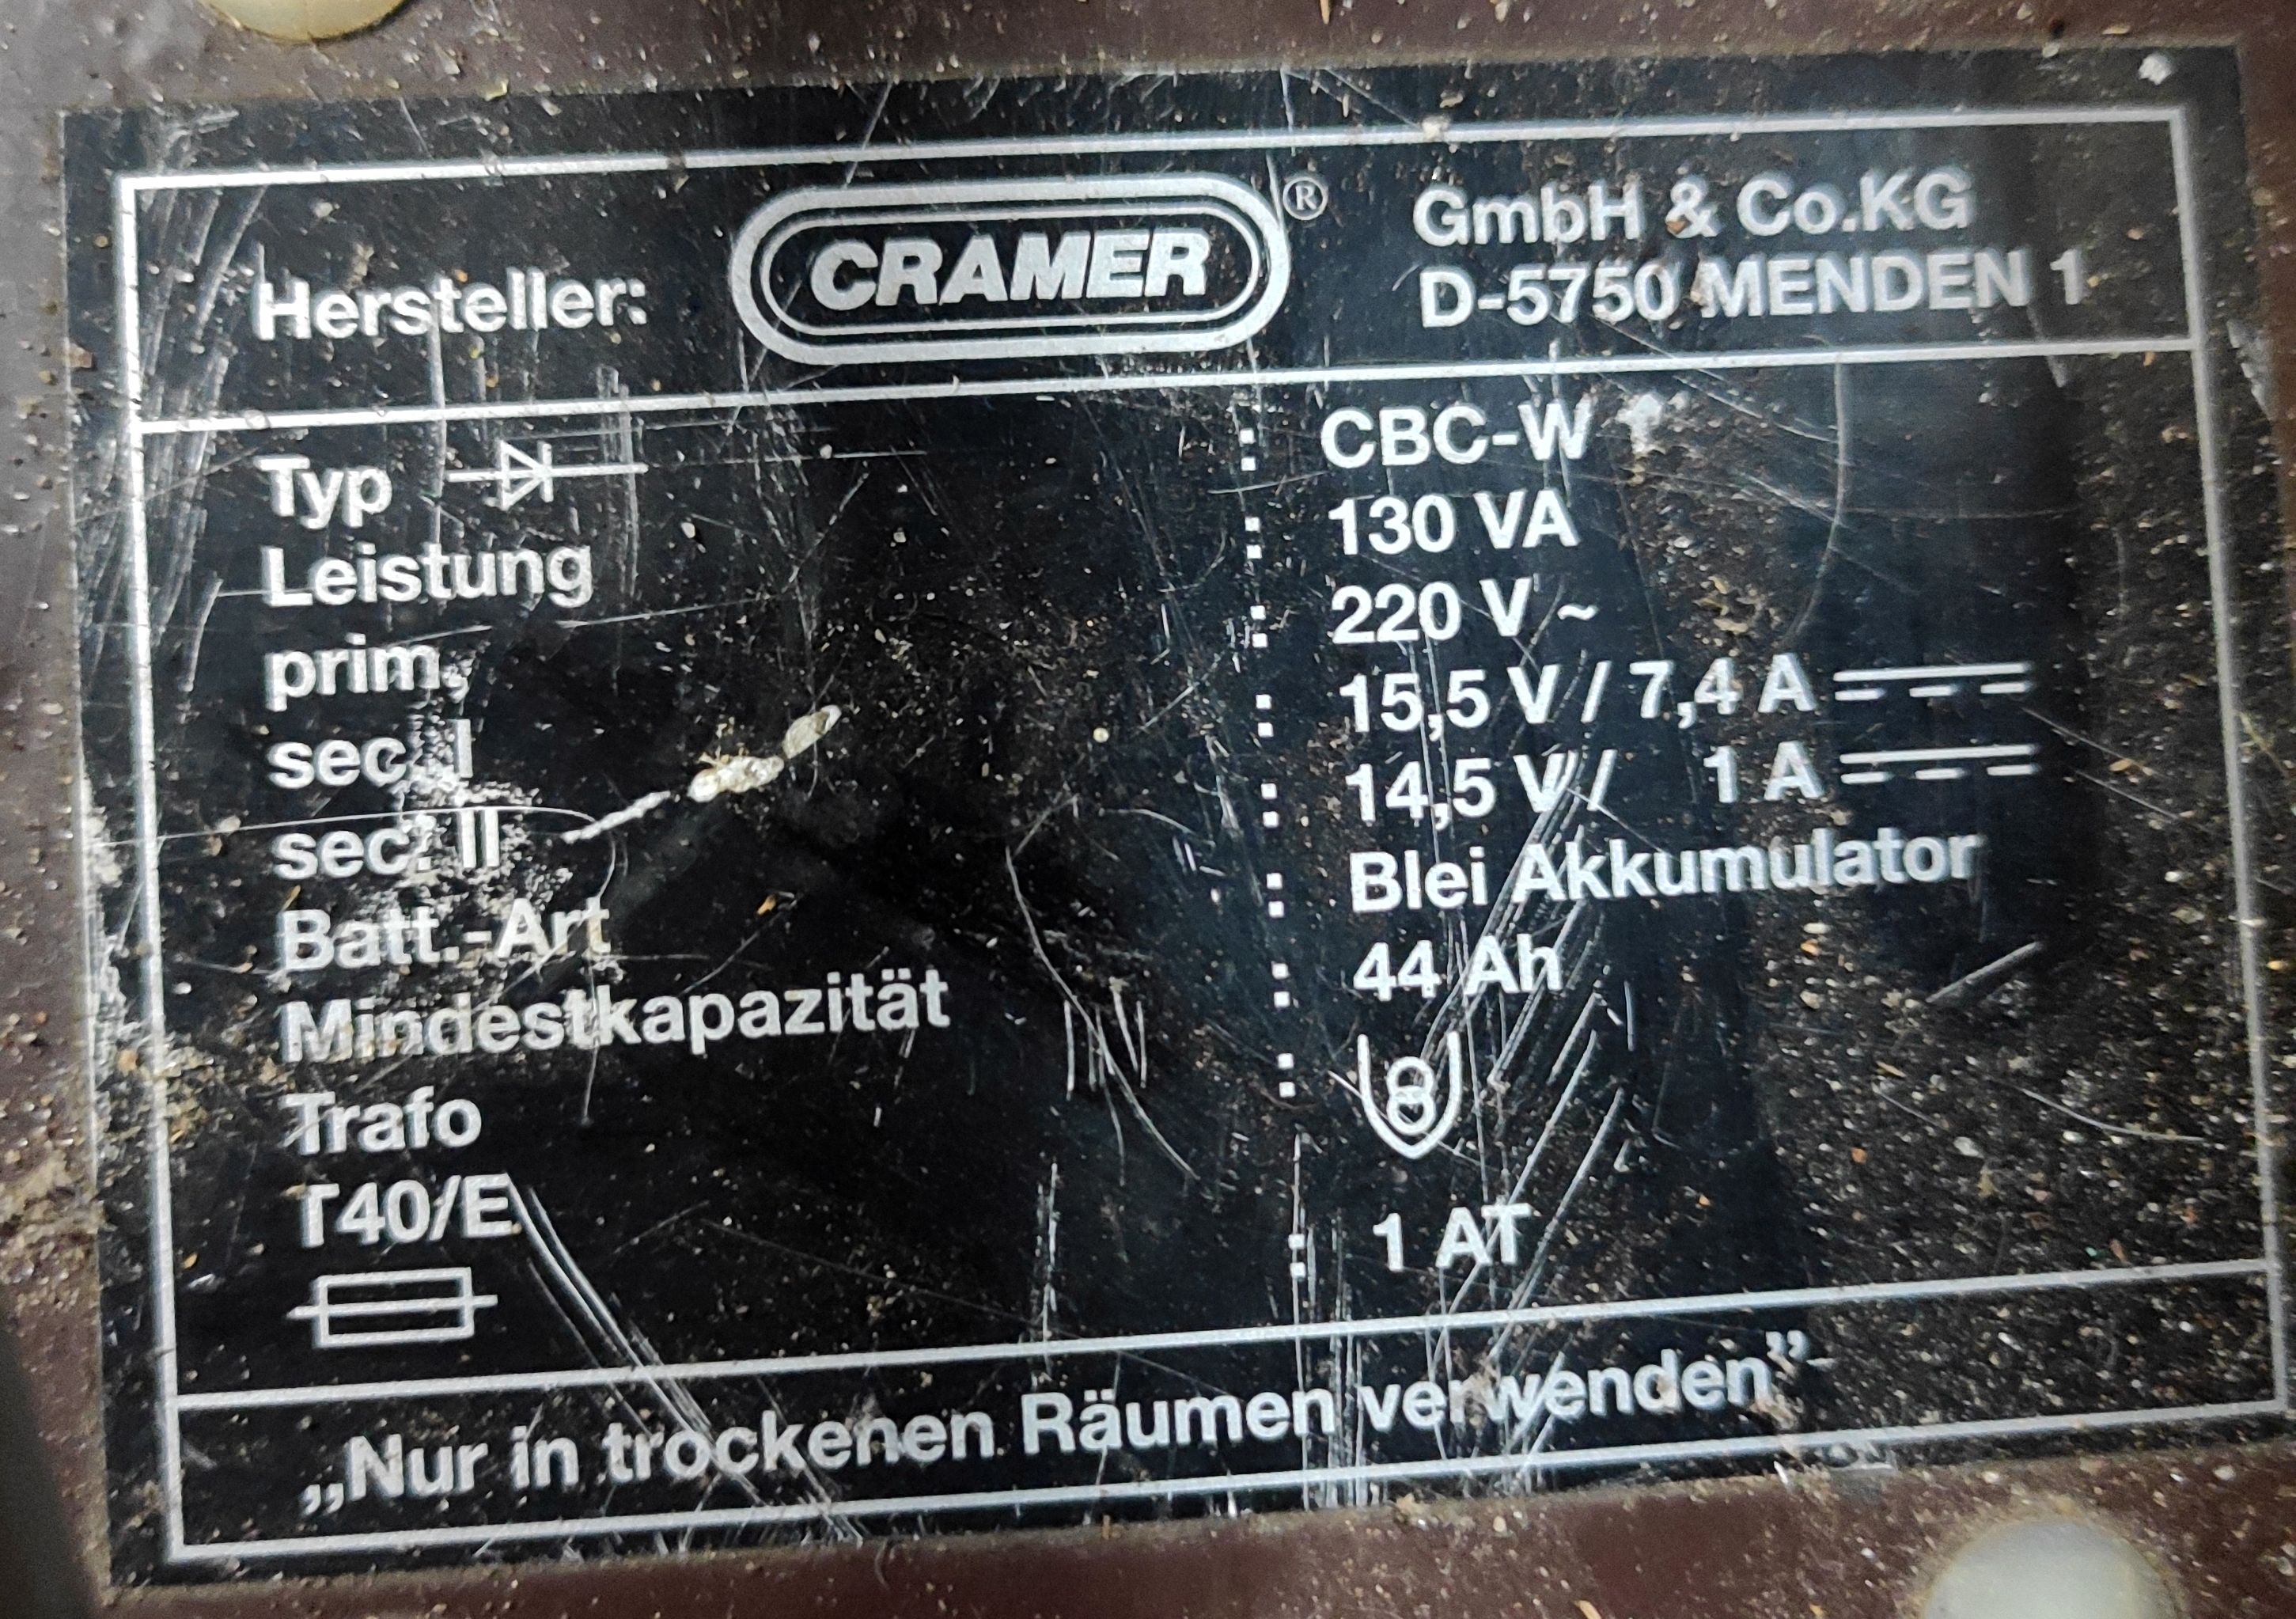 Hersteller: CRAMER ® GmbH & Co.KG
D-5750 MENDEN 1
Typ : CBC-W
Leistung : 130 VA
prim. : 220 V ~
sec. I : 15,5 V / 7,4 A
sec. II : 14,5 V / 1 A
Batt.-Art : Blei Akkumulator
Mindestkapazität : 44 Ah
Trafo :
T40/E
: 1 AT
„Nur in trockenen Räumen verwenden”